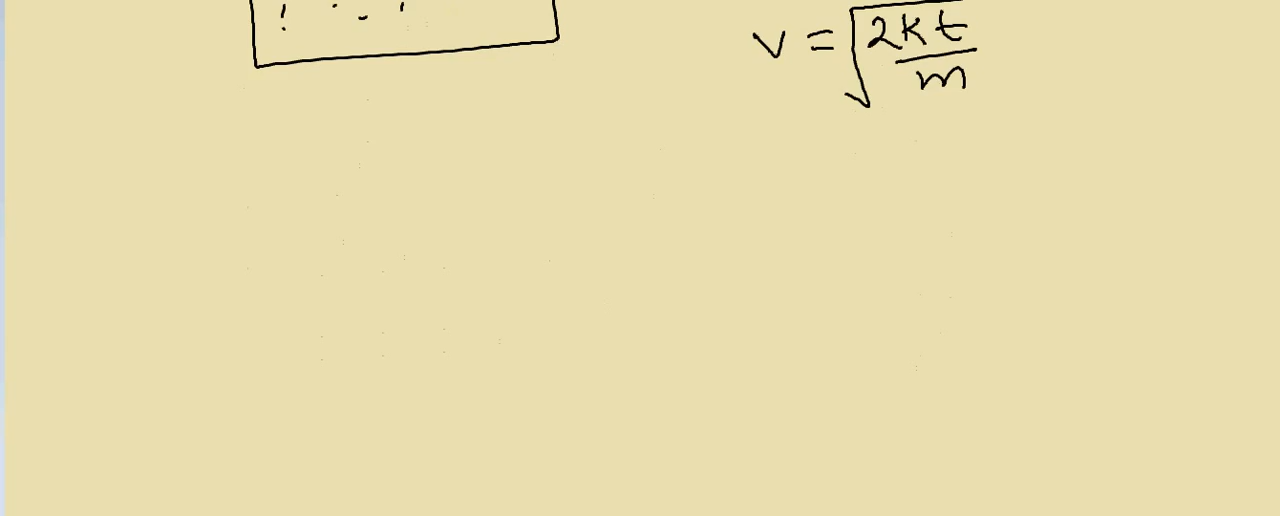 v = √(2kt/m)